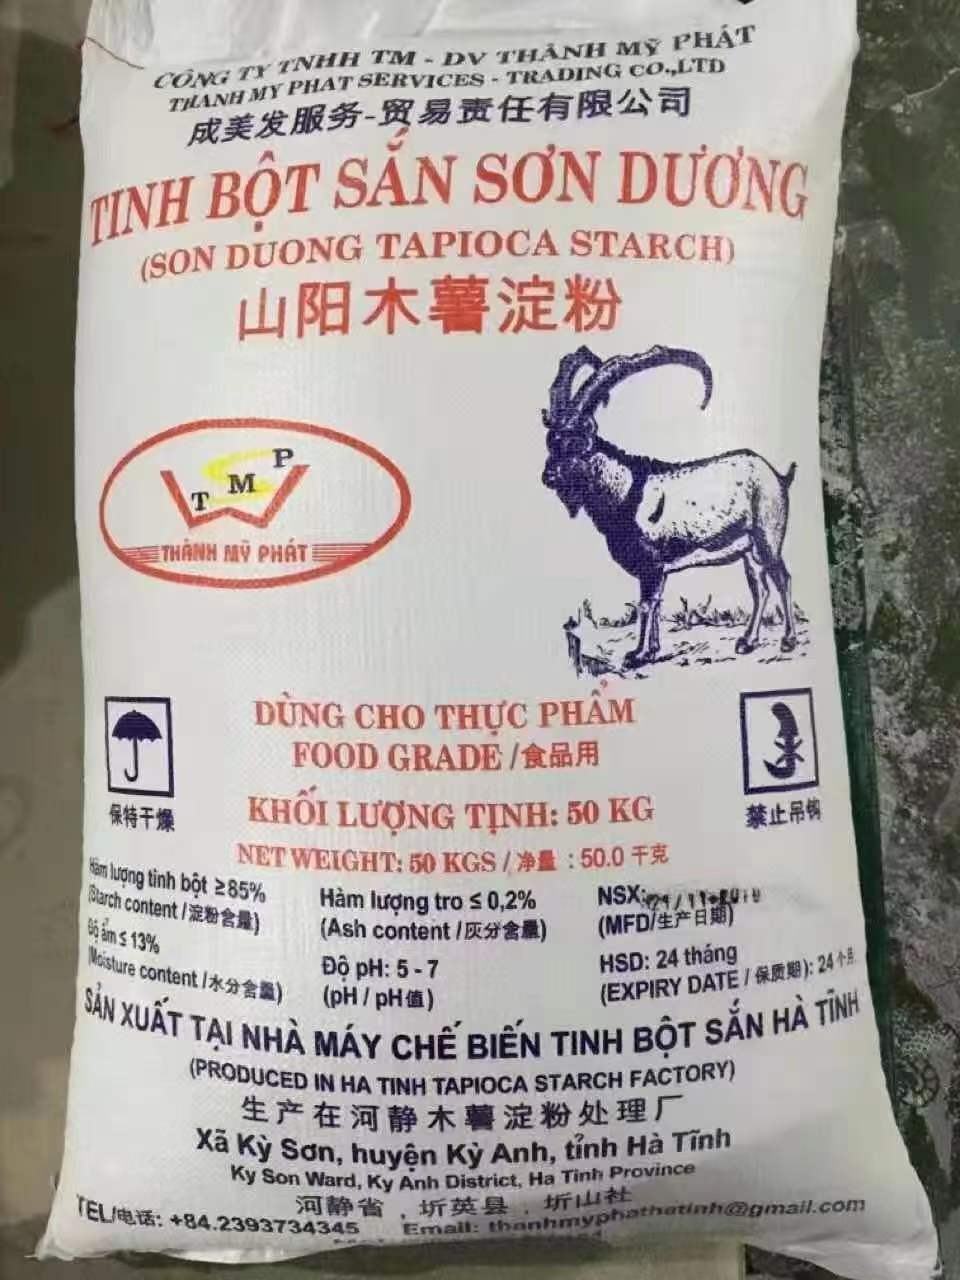 CÔNG TY TNHH TM - DV THÀNH MỸ PHÁT
THANH MY PHAT SERVICES - TRADING CO.,LTD
成美发服务-贸易责任有限公司
TINH BỘT SẮN SƠN DƯƠNG
(SON DUONG TAPIOCA STARCH)
山阳木薯淀粉
T M P
THÀNH MỸ PHÁT
DÙNG CHO THỰC PHẨM
FOOD GRADE /食品用
保特干燥
禁止吊钩
KHỐI LƯỢNG TỊNH: 50 KG
NET WEIGHT: 50 KGS / 净量 : 50.0 千克
Hàm lượng tinh bột ≥85%
(Starch content /淀粉含量)
Độ ẩm ≤ 13%
(Moisture content /水分含量)
Hàm lượng tro ≤ 0,2%
(Ash content /灰分含量)
Độ pH: 5 - 7
(pH / pH值)
NSX:
(MFD/生产日期)
HSD: 24 tháng
(EXPIRY DATE / 保质期): 24个月
SẢN XUẤT TẠI NHÀ MÁY CHẾ BIẾN TINH BỘT SẮN HÀ TĨNH
(PRODUCED IN HA TINH TAPIOCA STARCH FACTORY)
生产在河静木薯淀粉处理厂
Xã Kỳ Sơn, huyện Kỳ Anh, tỉnh Hà Tĩnh
Ky Son Ward, Ky Anh District, Ha Tinh Province
河静省 , 圻英县 , 圻山社
TEL/电话: +84.2393734345 Email: thanhmyphathatinh@gmail.com